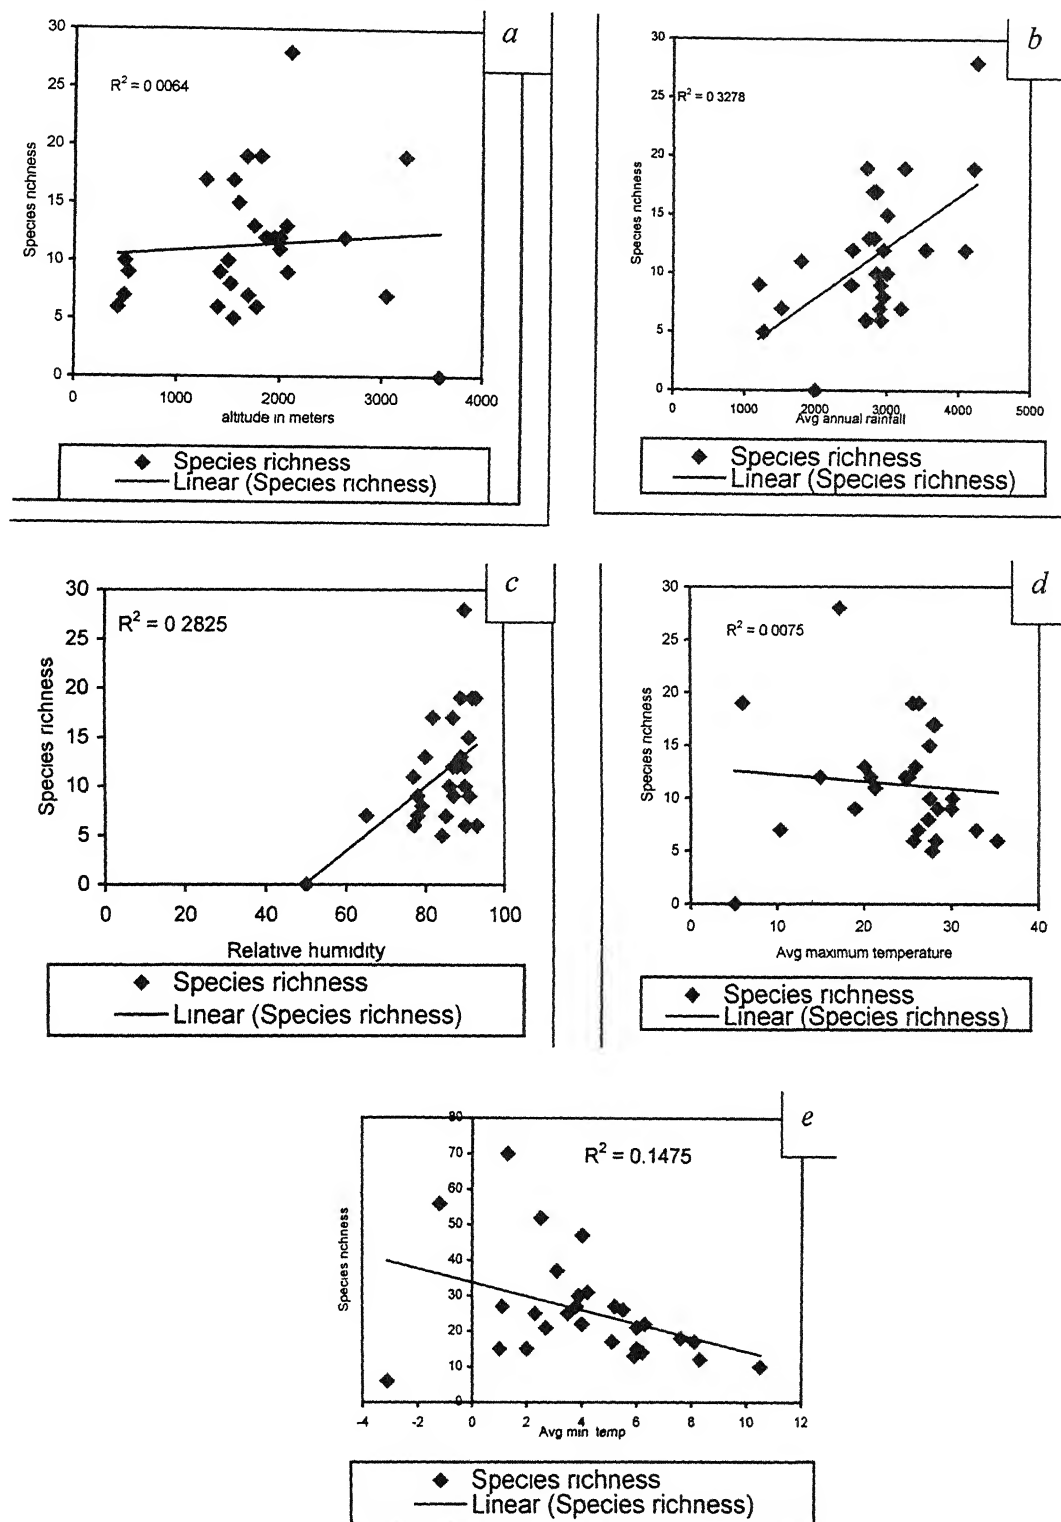 a
30
R² = 0 0064
25
20
15
10
5
0
Species richness
0 1000 2000 3000 4000
altitude in meters
Species richness
Linear (Species richness)
b
30
R² = 0 3278
25
20
15
10
5
0
Species richness
0 1000 2000 3000 4000 5000
Avg annual rainfall
Species richness
Linear (Species richness)
c
30
R² = 0 2825
25
20
15
10
5
0
Species richness
0 20 40 60 80 100
Relative humidity
Species richness
Linear (Species richness)
d
30
R² = 0 0075
25
20
15
10
5
0
Species richness
0 10 20 30 40
Avg maximum temperature
Species richness
Linear (Species richness)
e
80
R² = 0.1475
70
60
50
40
30
20
10
0
Species richness
-4 -2 0 2 4 6 8 10 12
Avg min temp
Species richness
Linear (Species richness)